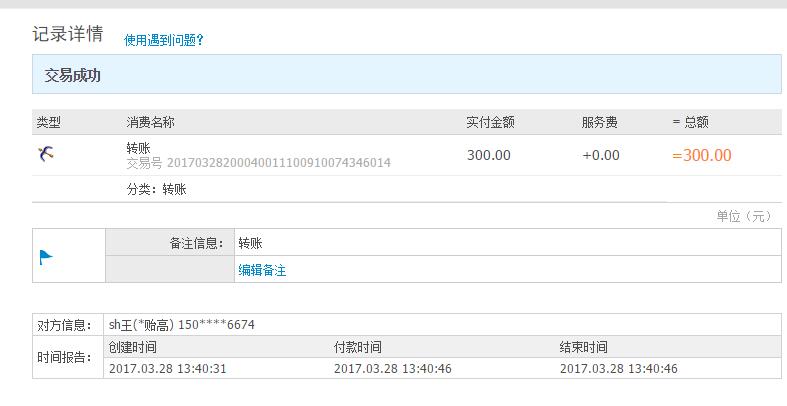 记录详情 使用遇到问题?
交易成功
类型 消费名称 实付金额 服务费 = 总额
转账
交易号 20170328200040011100910074346014
300.00 +0.00 =300.00
分类：转账
单位（元）
备注信息： 转账
编辑备注
对方信息： sh王(*贻高) 150****6674
时间报告： 创建时间 付款时间 结束时间
2017.03.28 13:40:31 2017.03.28 13:40:46 2017.03.28 13:40:46